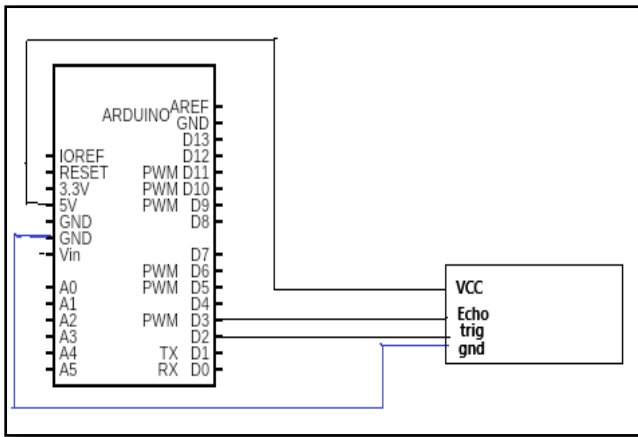 ARDUINO
AREF
GND
D13
IOREF D12
RESET PWM D11
3.3V PWM D10
5V PWM D9
GND D8
GND
Vin D7
PWM D6
A0 PWM D5
A1 D4
A2 PWM D3
A3 D2
A4 TX D1
A5 RX D0
VCC
Echo
trig
gnd